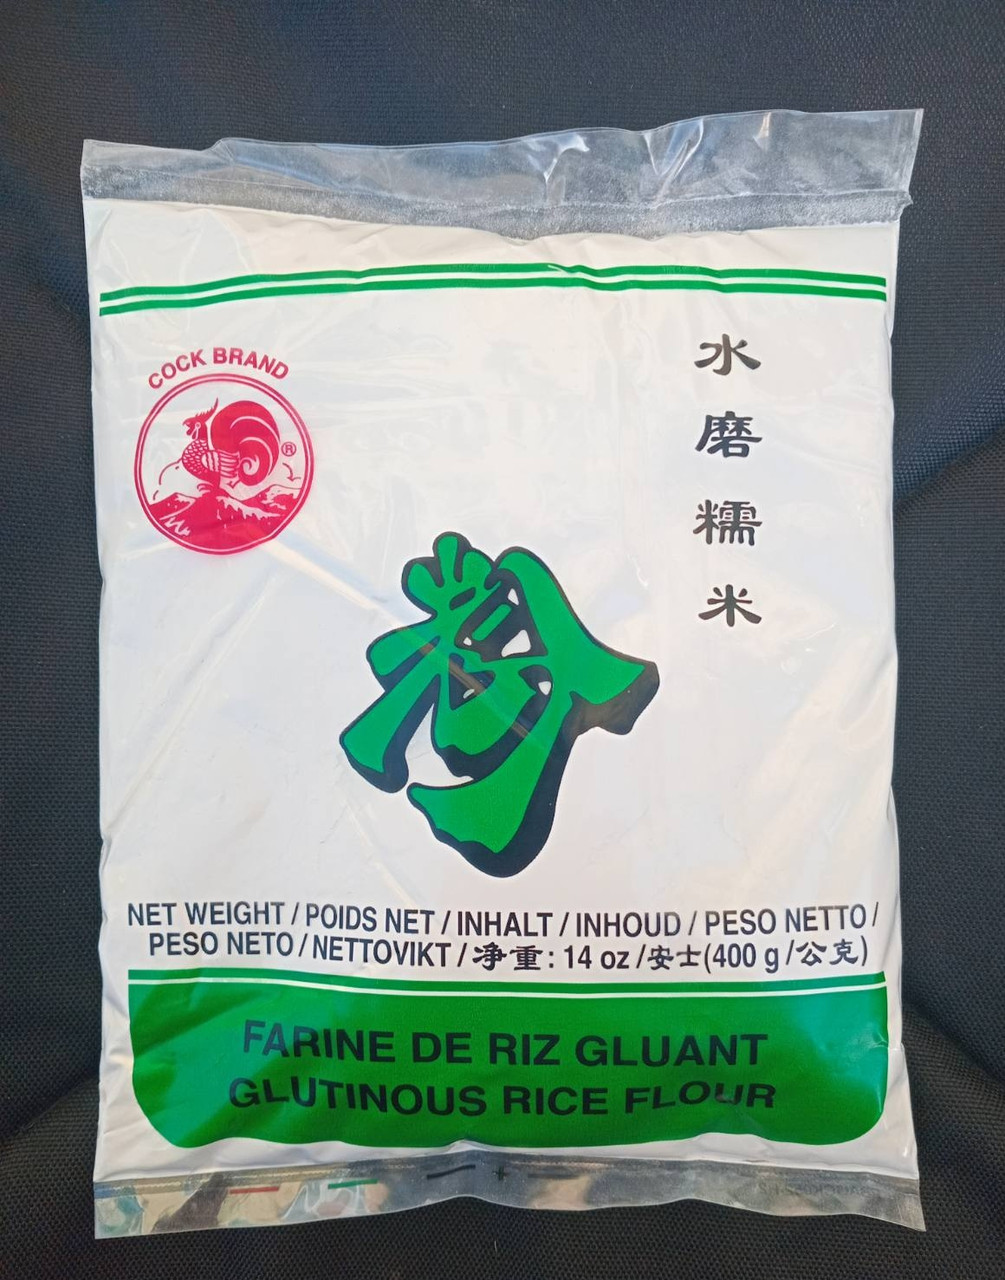 COCK BRAND
®
水磨糯米
粉
NET WEIGHT / POIDS NET / INHALT / INHOUD / PESO NETTO /
PESO NETO / NETTOVIKT / 净重: 14 oz /安士(400 g /公克)
FARINE DE RIZ GLUANT
GLUTINOUS RICE FLOUR